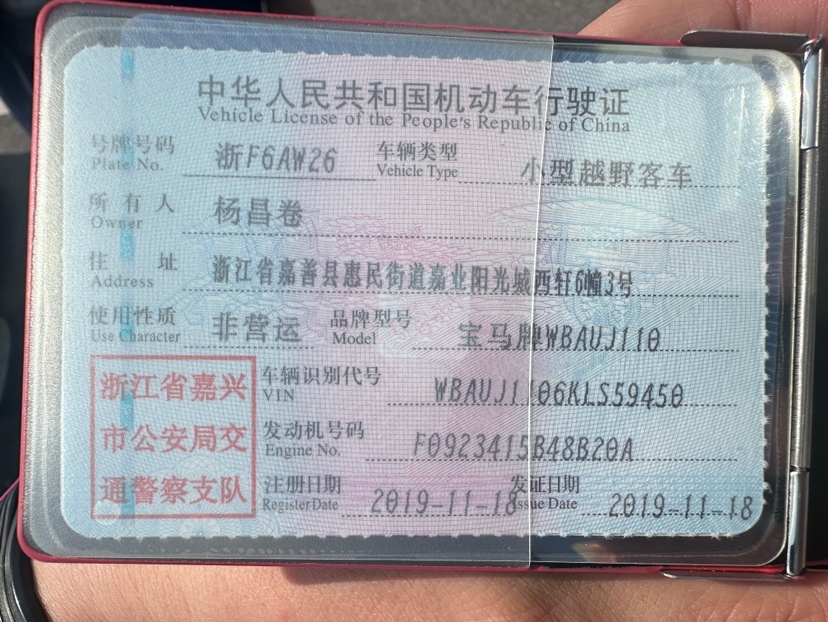 中华人民共和国机动车行驶证
Vehicle License of the People's Republic of China
号牌号码 浙F6AW26 车辆类型 小型越野客车
Plate No. Vehicle Type
所有人 杨昌卷
Owner
住址 浙江省嘉善县惠民街道嘉业阳光城西轩6幢3号
Address
使用性质 非营运 品牌型号 宝马牌WBAUJ110
Use Character Model
浙江省嘉兴
市公安局交
通警察支队
车辆识别代号 WBAUJ1106KLS59450
VIN
发动机号码 F0923415B48B20A
Engine No.
注册日期 2019-11-18 发证日期 2019-11-18
Register Date Issue Date